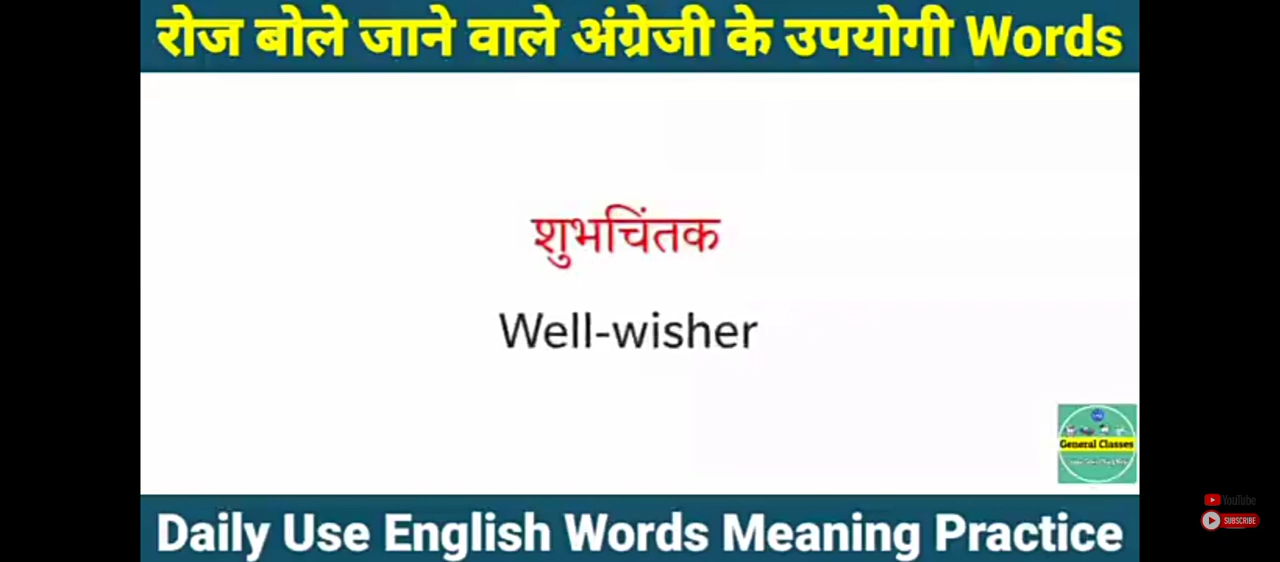 रोज बोले जाने वाले अंग्रेजी के उपयोगी Words
शुभचिंतक
Well-wisher
General Classes
YouTube
SUBSCRIBE
Daily Use English Words Meaning Practice